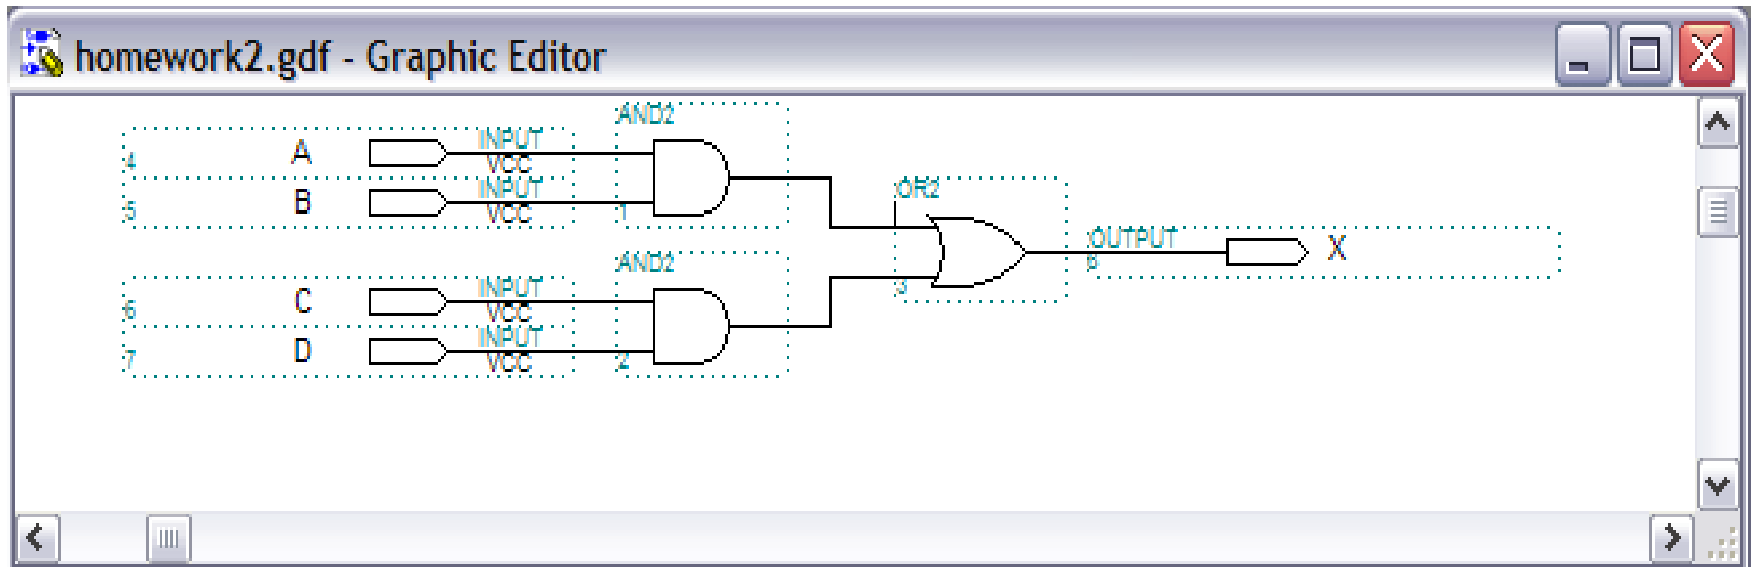 homework2.gdf - Graphic Editor
AND2
4 A INPUT
VCC
5 B INPUT
VCC 1
OR2
OUTPUT X
8
AND2
6 C INPUT
VCC
3
7 D INPUT
VCC 2